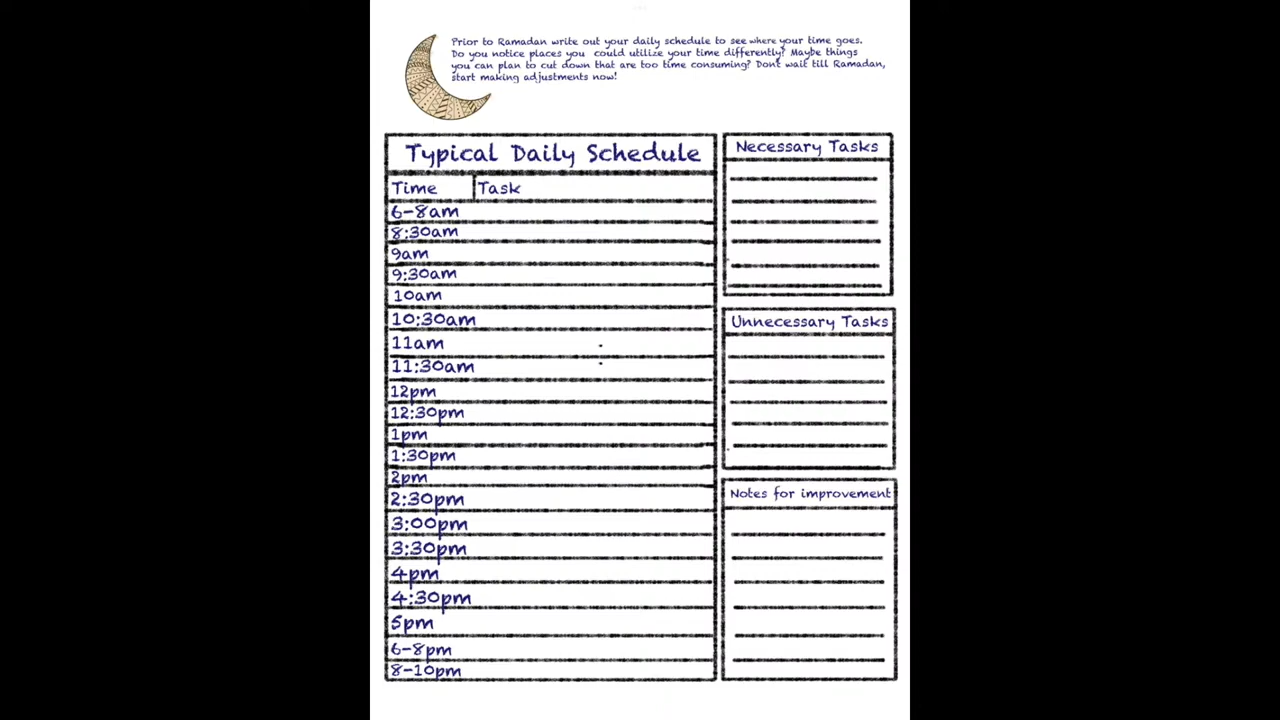 Prior to Ramadan write out your daily schedule to see where your time goes.
Do you notice places you could utilize your time differently? Maybe things
you can plan to cut down that are too time consuming? Don't wait till Ramadan,
start making adjustments now!
Typical Daily Schedule
Time Task
6-8am
8:30am
9am
9:30am
10am
10:30am
11am
11:30am
12pm
12:30pm
1pm
1:30pm
2pm
2:30pm
3:00pm
3:30pm
4pm
4:30pm
5pm
6-8pm
8-10pm
Necessary Tasks
Unnecessary Tasks
Notes for improvement